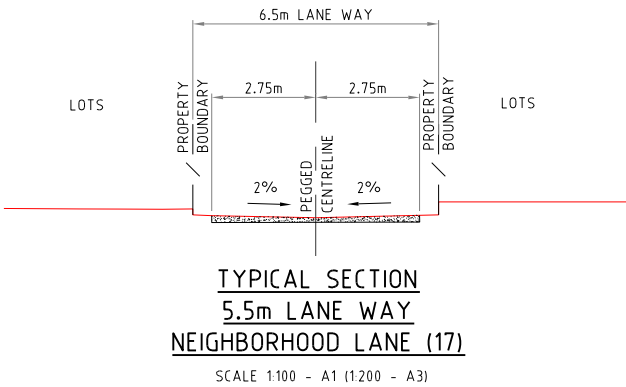 6.5m LANE WAY
2.75m
2.75m
LOTS
LOTS
PROPERTY
BOUNDARY
PROPERTY
BOUNDARY
PEGGED
CENTRELINE
2%
2%
TYPICAL SECTION
5.5m LANE WAY
NEIGHBORHOOD LANE (17)
SCALE 1:100 - A1 (1:200 - A3)